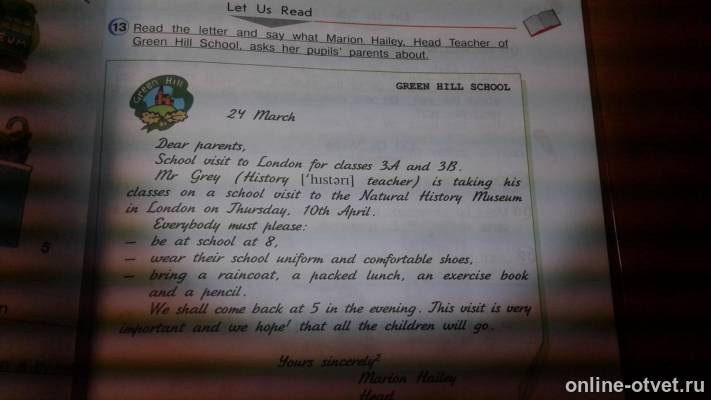 Let Us Read
13 Read the letter and say what Marion Hailey, Head Teacher of
Green Hill School, asks her pupils' parents about.
Green Hill
GREEN HILL SCHOOL
24 March
Dear parents,
School visit to London for classes 3A and 3B.
Mr Grey (History ['hıstərı] teacher) is taking his
classes on a school visit to the Natural History Museum
in London on Thursday, 10th April.
Everybody must please:
— be at school at 8,
— wear their school uniform and comfortable shoes,
— bring a raincoat, a packed lunch, an exercise book
and a pencil.
We shall come back at 5 in the evening. This visit is very
important and we hope¹ that all the children will go.
Yours sincerely²
Marion Hailey
Head
5
online-otvet.ru